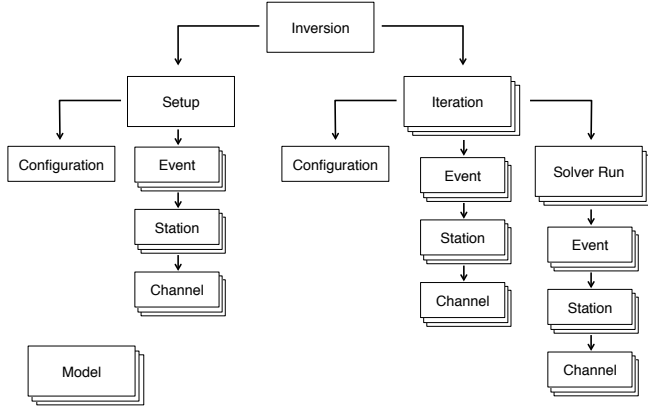 Inversion
Setup
Iteration
Configuration
Event
Configuration
Event
Solver Run
Station
Station
Event
Channel
Channel
Station
Model
Channel